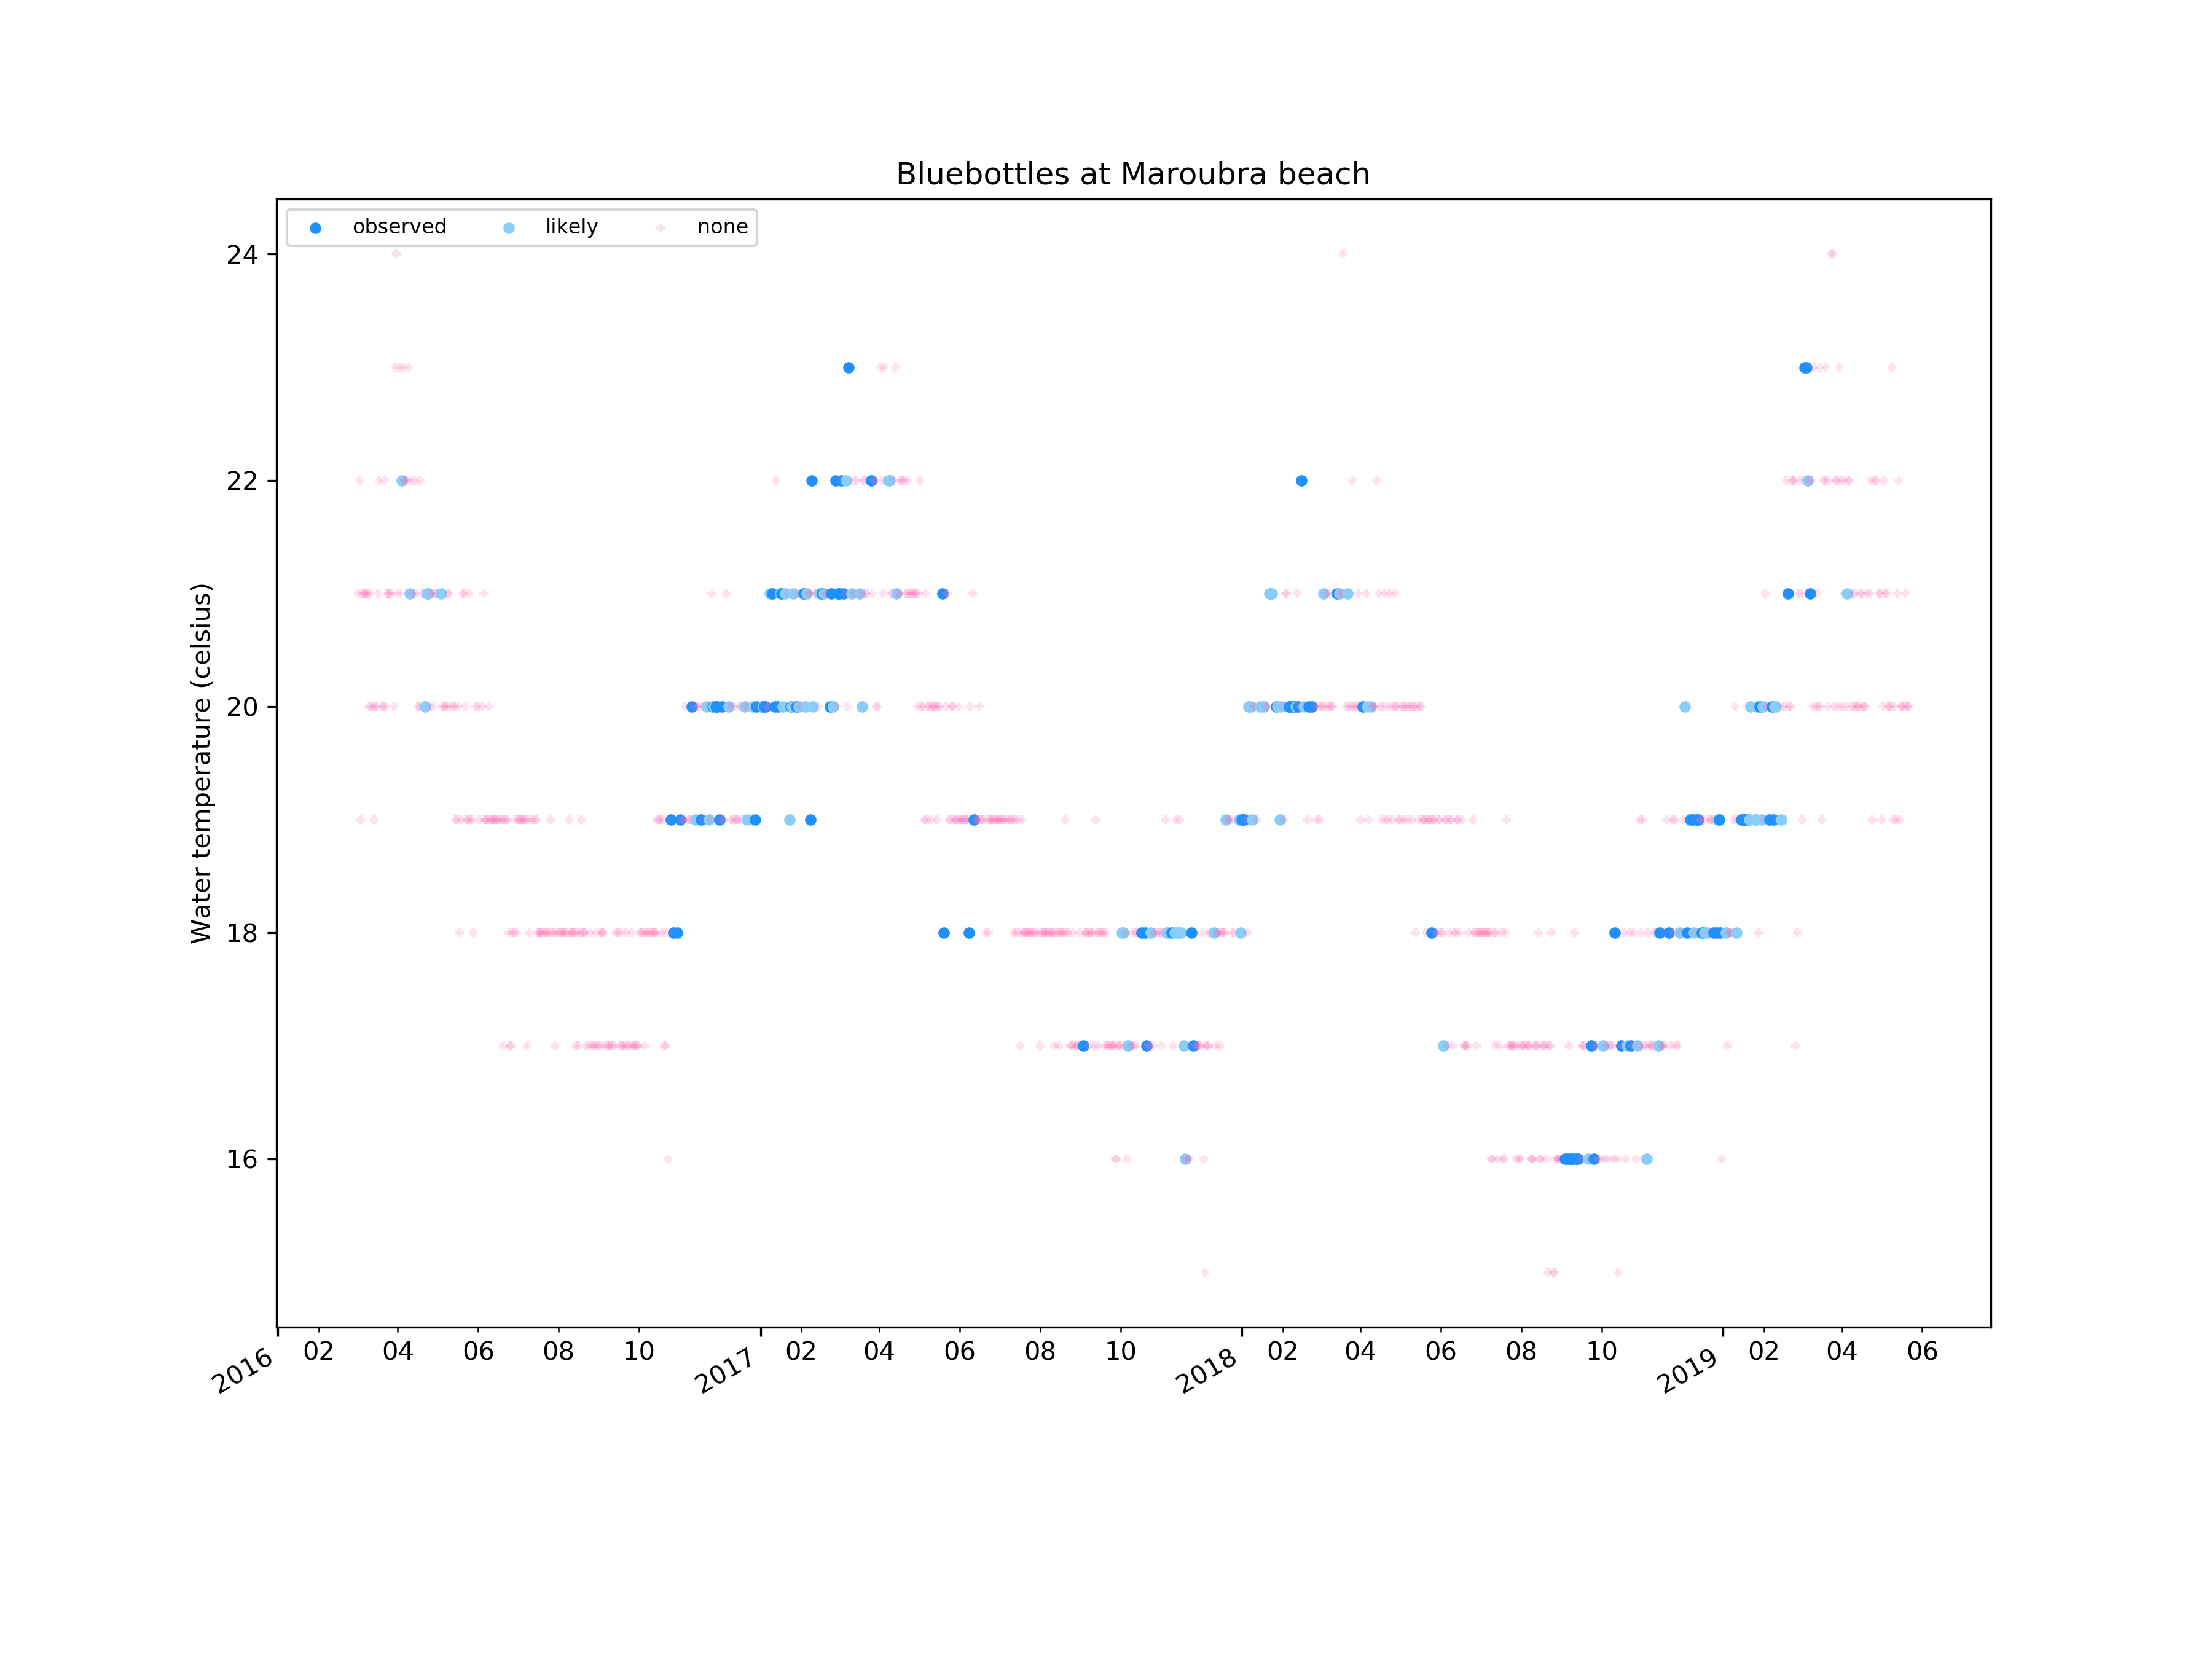 Bluebottles at Maroubra beach
observed likely none
Water temperature (celsius)
24
22
20
18
16
2016 02 04 06 08 10 2017 02 04 06 08 10 2018 02 04 06 08 10 2019 02 04 06